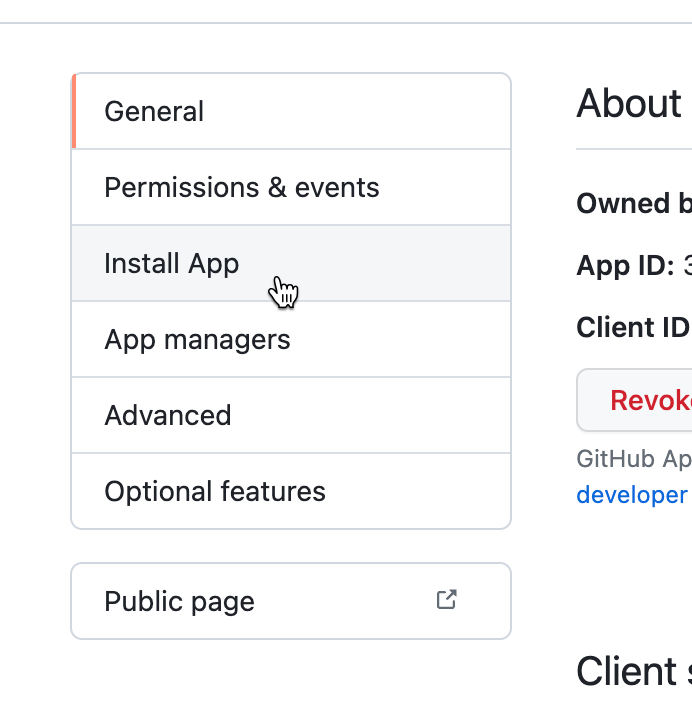 General
Permissions & events
Install App
App managers
Advanced
Optional features
Public page
About
Owned b
App ID: 3
Client ID
Revok
GitHub Ap
developer
Client s